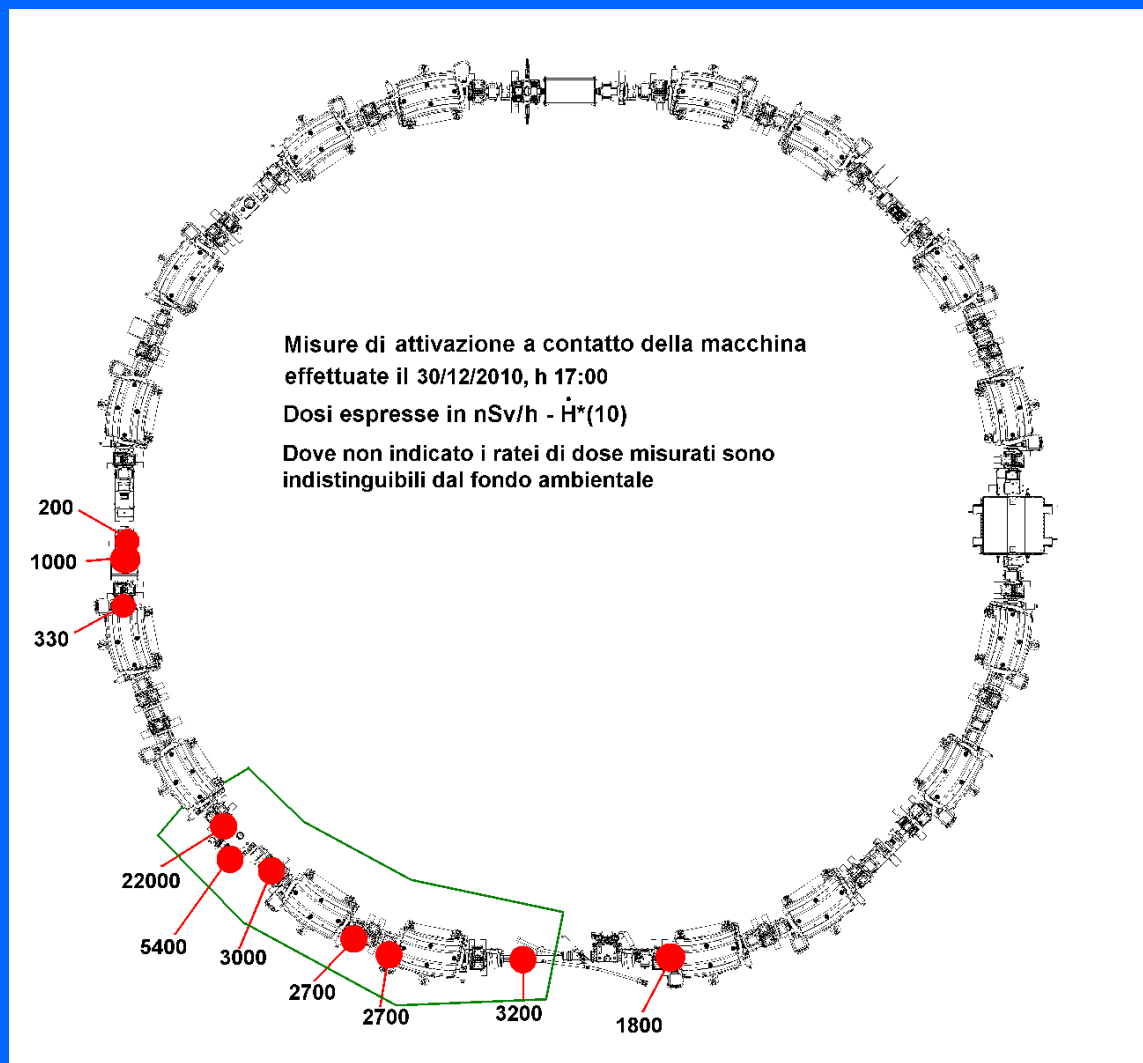 Misure di attivazione a contatto della macchina
effettuate il 30/12/2010, h 17:00
Dosi espresse in nSv/h - Ḣ*(10)
Dove non indicato i ratei di dose misurati sono
indistinguibili dal fondo ambientale
200
1000
330
22000
5400
3000
2700
2700
3200
1800